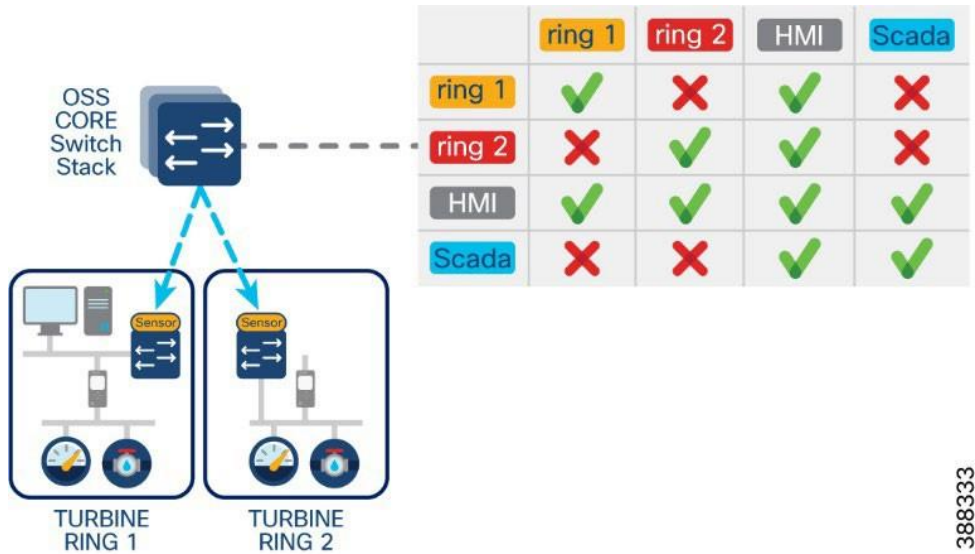 ring 1 ring 2 HMI Scada
ring 1
ring 2
HMI
Scada
OSS
CORE
Switch
Stack
Sensor
Sensor
TURBINE
RING 1
TURBINE
RING 2
388333